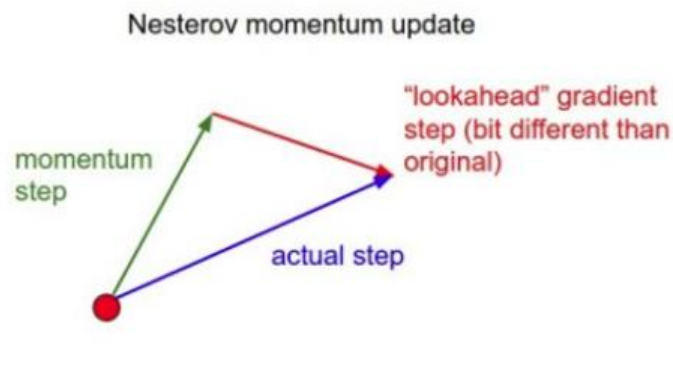 Nesterov momentum update
"lookahead" gradient
step (bit different than
original)
momentum
step
actual step